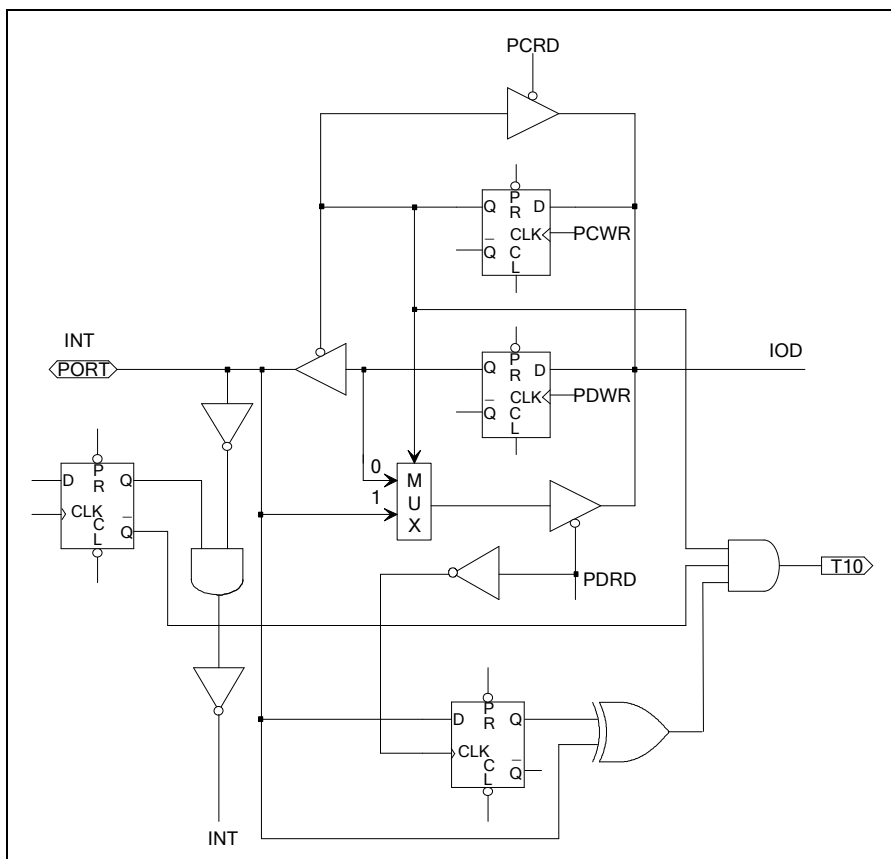 PCRD
Q P R D
CLK PCWR
Q C L
INT
PORT
IOD
Q P R D
CLK PDWR
Q C L
0
1
M U X
D P R Q
CLK
C L Q
PDRD
T10
D P R Q
CLK
C L Q
INT